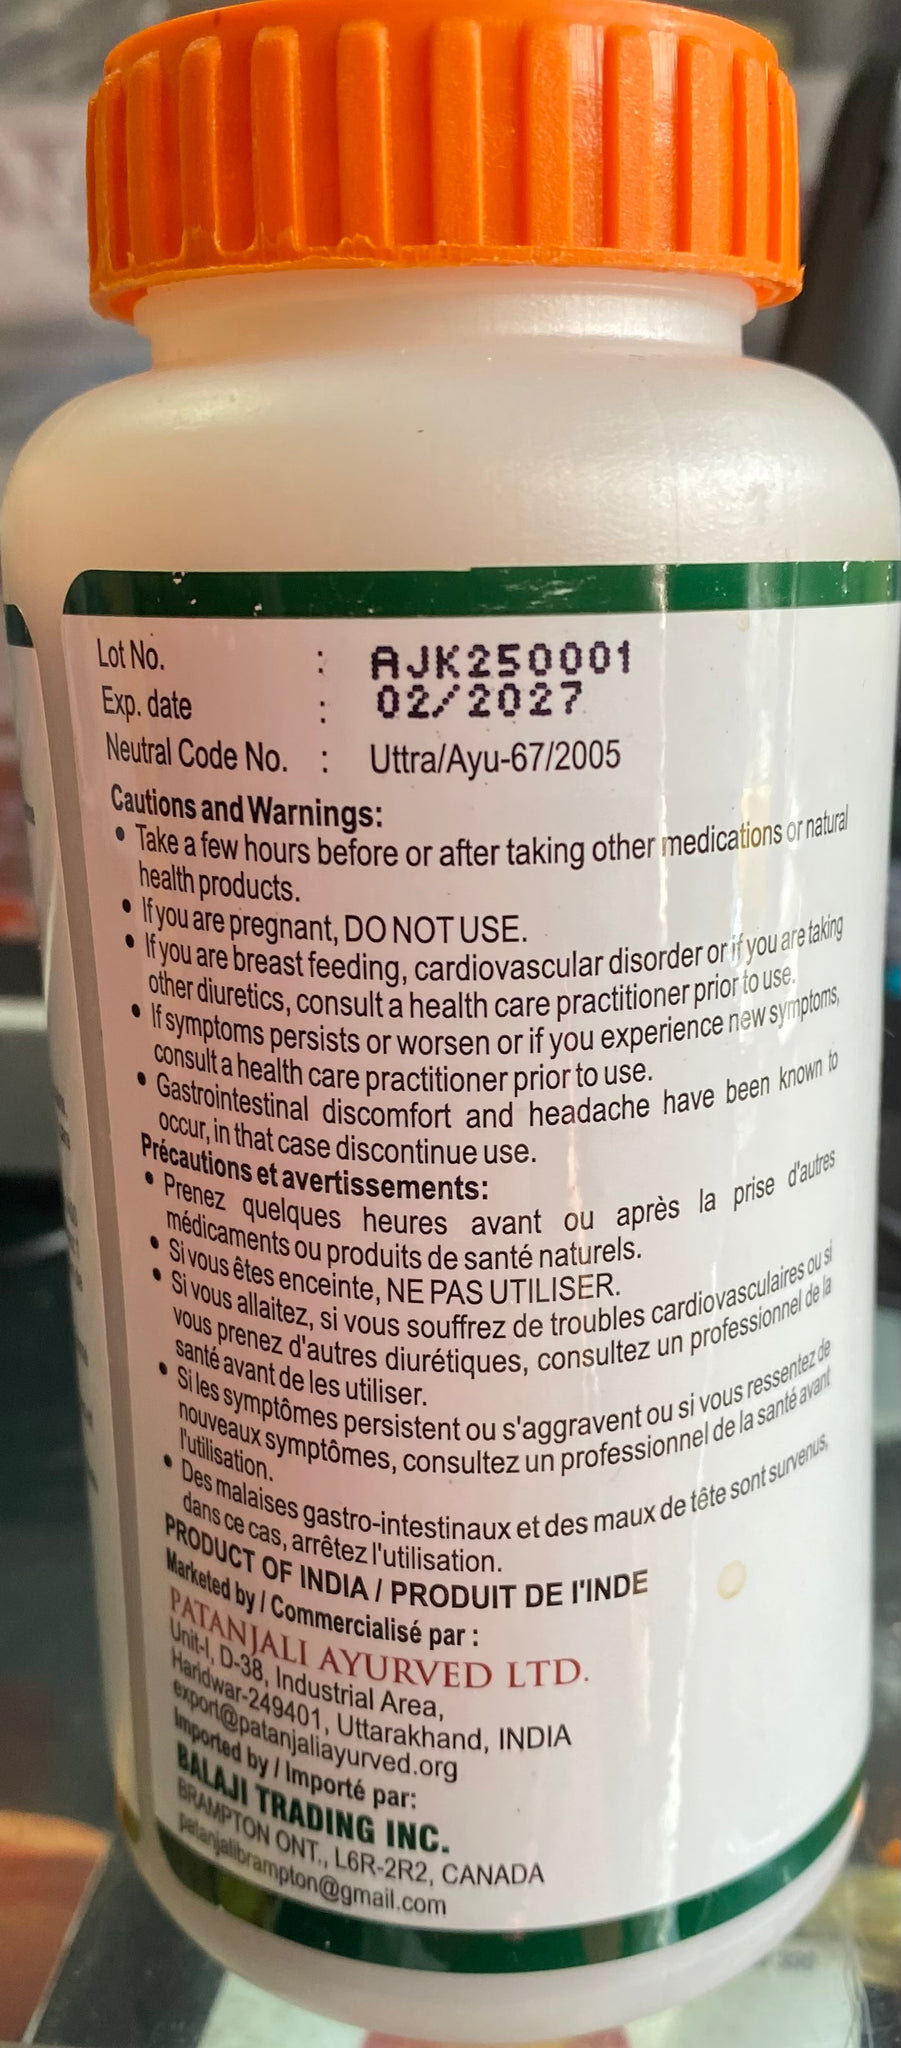 Lot No. : AJK250001
Exp. date : 02/2027
Neutral Code No. : Uttra/Ayu-67/2005
Cautions and Warnings:
• Take a few hours before or after taking other medications or natural
health products.
• If you are pregnant, DO NOT USE.
• If you are breast feeding, cardiovascular disorder or if you are taking
other diuretics, consult a health care practitioner prior to use.
• If symptoms persists or worsen or if you experience new symptoms,
consult a health care practitioner prior to use.
• Gastrointestinal discomfort and headache have been known to
occur, in that case discontinue use.
Précautions et avertissements:
• Prenez quelques heures avant ou après la prise d'autres
médicaments ou produits de santé naturels.
• Si vous êtes enceinte, NE PAS UTILISER.
• Si vous allaitez, si vous souffrez de troubles cardiovasculaires ou si
vous prenez d'autres diurétiques, consultez un professionnel de la
santé avant de les utiliser.
• Si les symptômes persistent ou s'aggravent ou si vous ressentez de
nouveaux symptômes, consultez un professionnel de la santé avant
l'utilisation.
• Des malaises gastro-intestinaux et des maux de tête sont survenus,
dans ce cas, arrêtez l'utilisation.
PRODUCT OF INDIA / PRODUIT DE l'INDE
Marketed by / Commercialisé par :
PATANJALI AYURVED LTD.
Unit-I, D-38, Industrial Area,
Haridwar-249401, Uttarakhand, INDIA
export@patanjaliayurved.org
Imported by / Importé par:
BALAJI TRADING INC.
BRAMPTON ONT., L6R-2R2, CANADA
patanjalibrampton@gmail.com